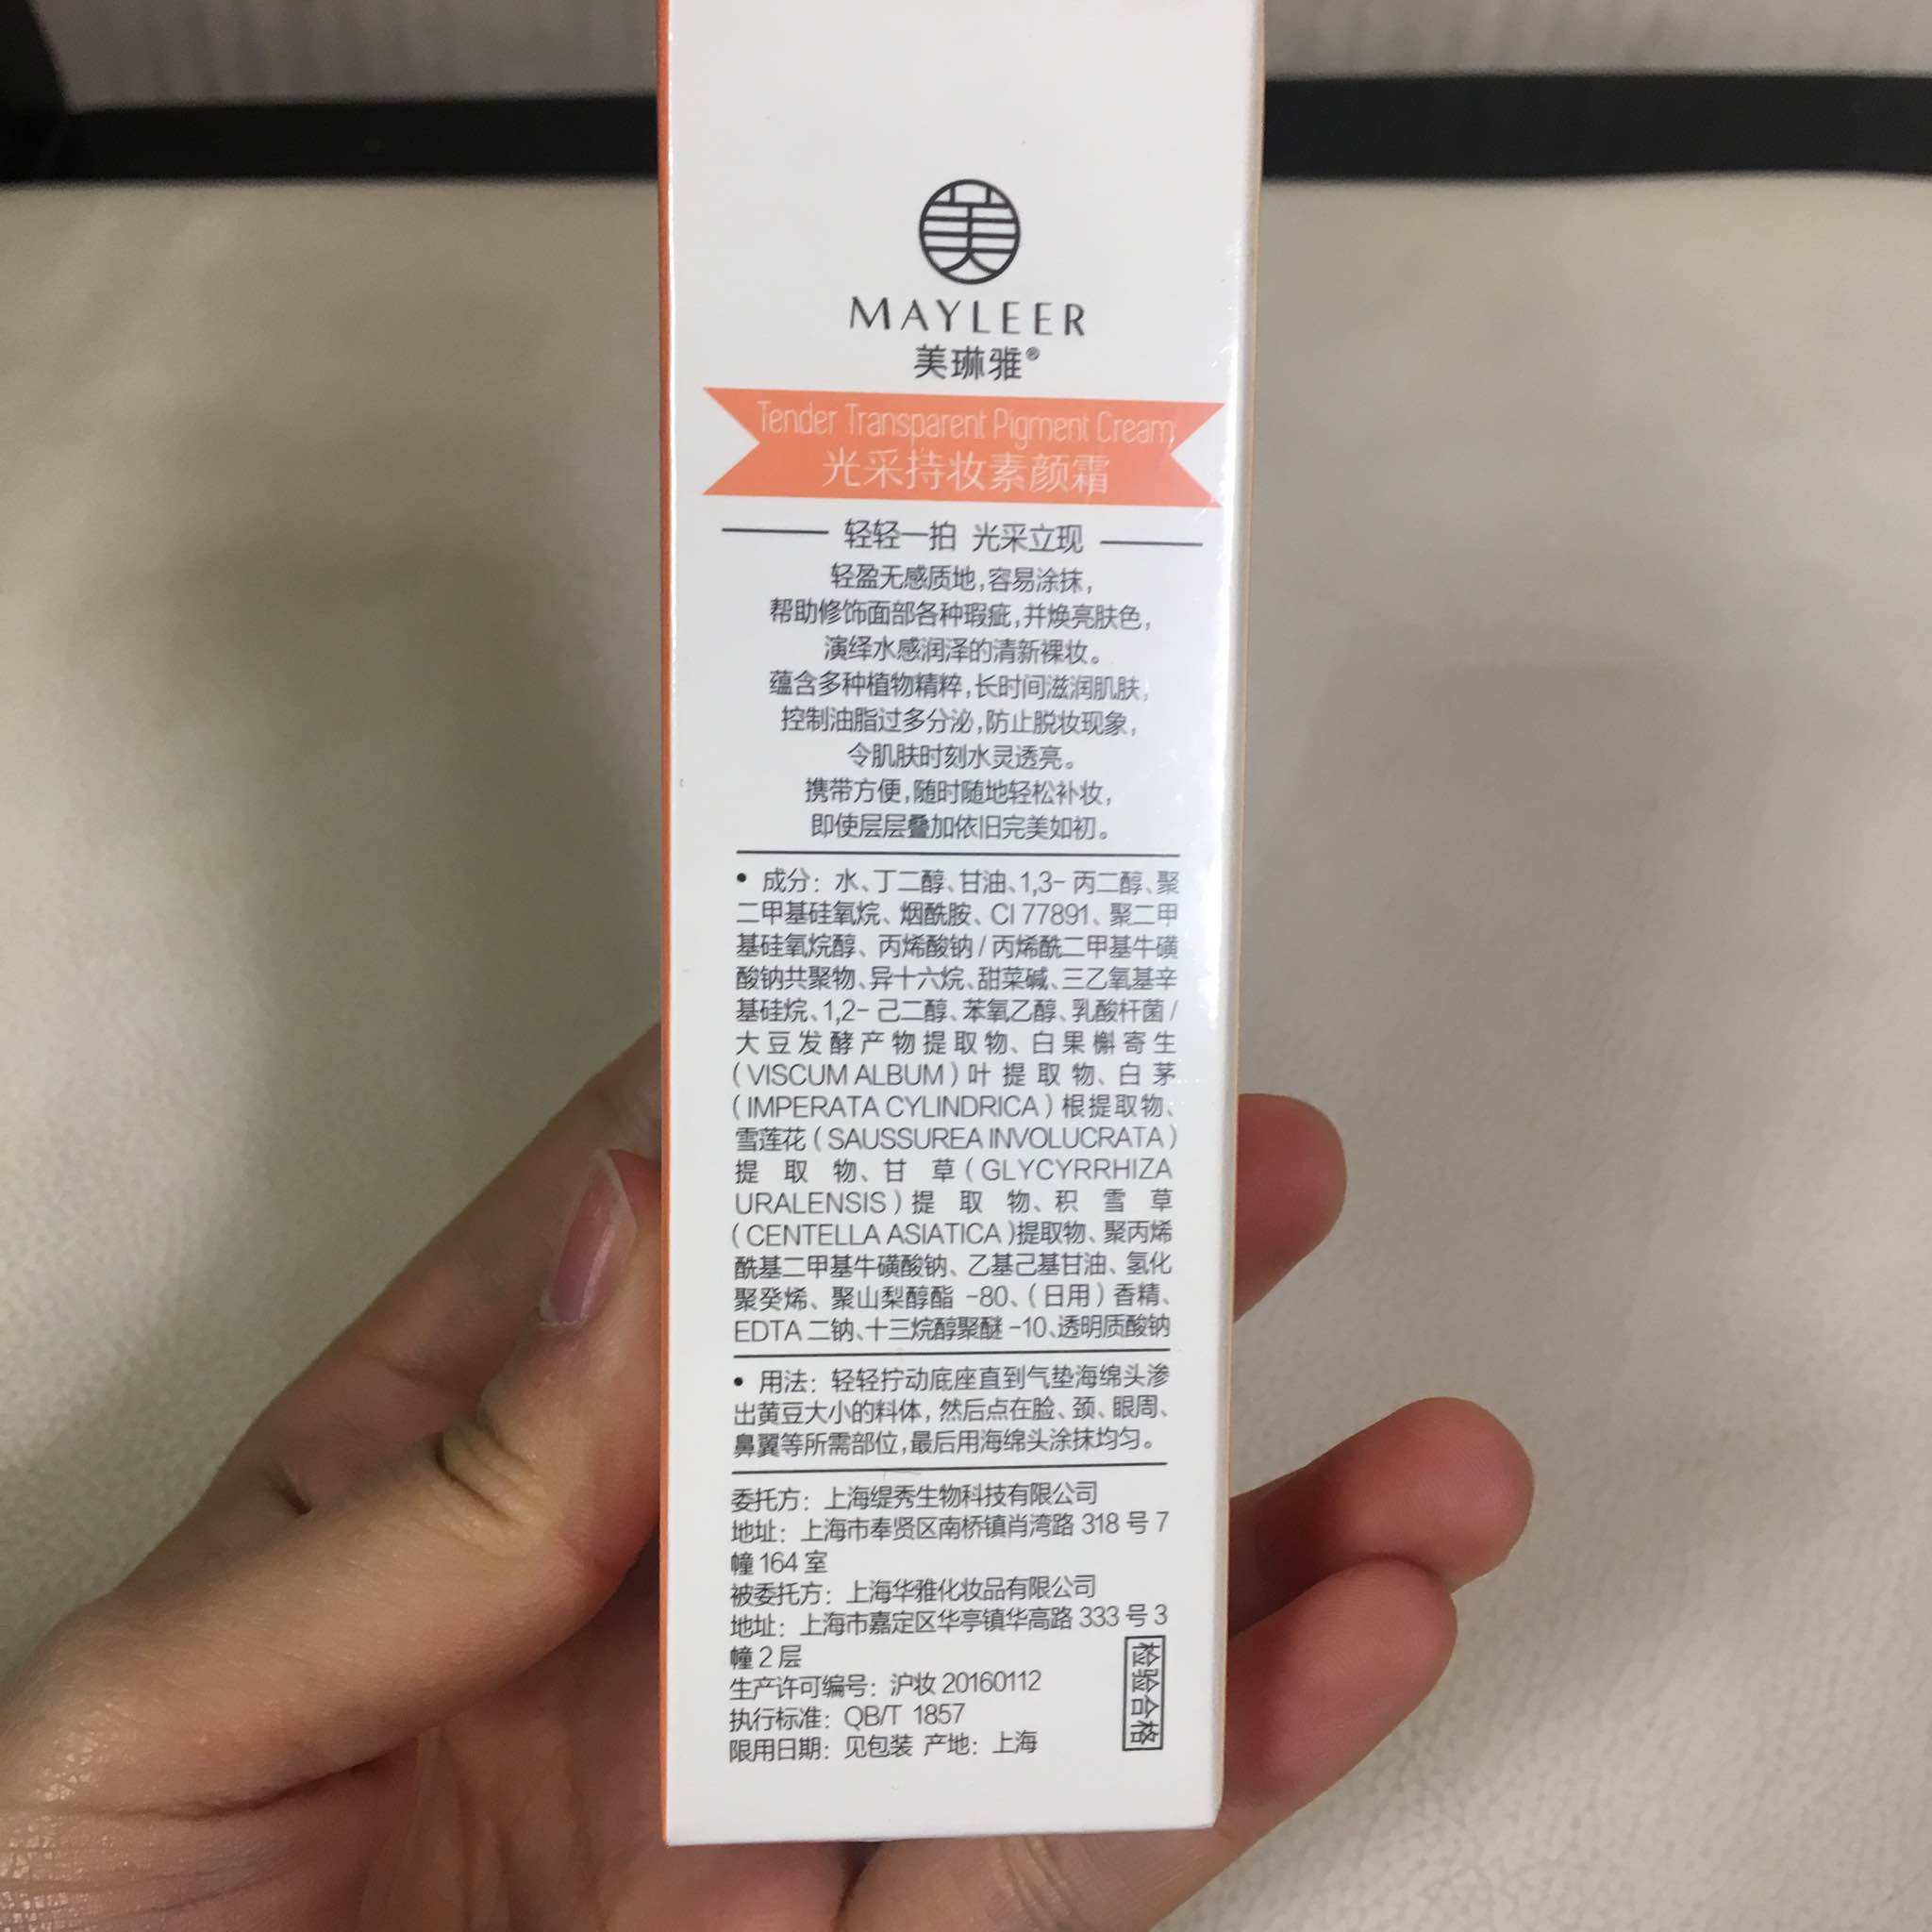 美
MAYLEER
美琳雅®
Tender Transparent Pigment Cream
光采持妆素颜霜
轻轻一拍 光采立现
轻盈无感质地,容易涂抹,
帮助修饰面部各种瑕疵,并焕亮肤色,
演绎水感润泽的清新裸妆。
蕴含多种植物精粹,长时间滋润肌肤,
控制油脂过多分泌,防止脱妆现象,
令肌肤时刻水灵透亮。
携带方便,随时随地轻松补妆,
即使层层叠加依旧完美如初。
• 成分：水、丁二醇、甘油、1,3-丙二醇、聚
二甲基硅氧烷、烟酰胺、CI 77891、聚二甲
基硅氧烷醇、丙烯酸钠/丙烯酰二甲基牛磺
酸钠共聚物、异十六烷、甜菜碱、三乙氧基辛
基硅烷、1,2-己二醇、苯氧乙醇、乳酸杆菌/
大豆发酵产物提取物、白果槲寄生
(VISCUM ALBUM)叶提取物、白茅
(IMPERATA CYLINDRICA)根提取物、
雪莲花(SAUSSUREA INVOLUCRATA)
提取物、甘草(GLYCYRRHIZA
URALENSIS)提取物、积雪草
(CENTELLA ASIATICA)提取物、聚丙烯
酰基二甲基牛磺酸钠、乙基己基甘油、氢化
聚癸烯、聚山梨醇酯-80、(日用)香精、
EDTA二钠、十三烷醇聚醚-10、透明质酸钠
• 用法：轻轻拧动底座直到气垫海绵头渗
出黄豆大小的料体,然后点在脸、颈、眼周、
鼻翼等所需部位,最后用海绵头涂抹均匀。
委托方：上海缇秀生物科技有限公司
地址：上海市奉贤区南桥镇肖湾路318号7
幢164室
被委托方：上海华雅化妆品有限公司
地址：上海市嘉定区华亭镇华高路333号3
幢2层
生产许可编号：沪妆20160112
执行标准：QB/T 1857
限用日期：见包装 产地：上海
检验合格